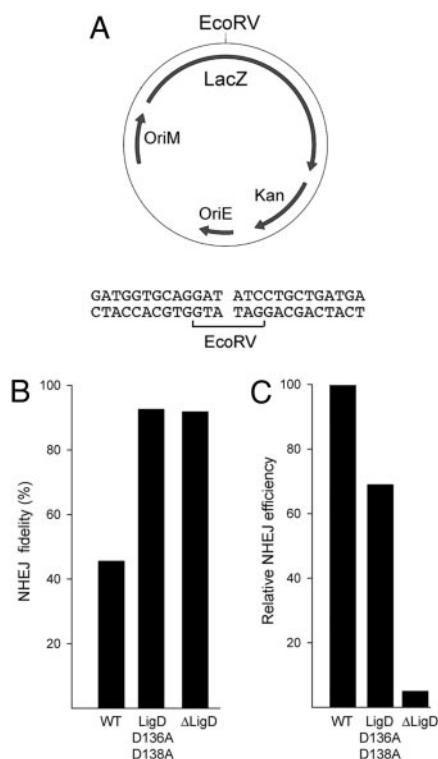 A
EcoRV
LacZ
OriM
Kan
OriE
GATGGTGCAGGAT ATCCTGCTGATGA
CTACCACGTGGTA TAGGACGACTACT
EcoRV
B
NHEJ fidelity (%)
100
80
60
40
20
WT
LigD
D136A
D138A
ΔLigD
C
Relative NHEJ efficiency
100
80
60
40
20
WT
LigD
D136A
D138A
ΔLigD